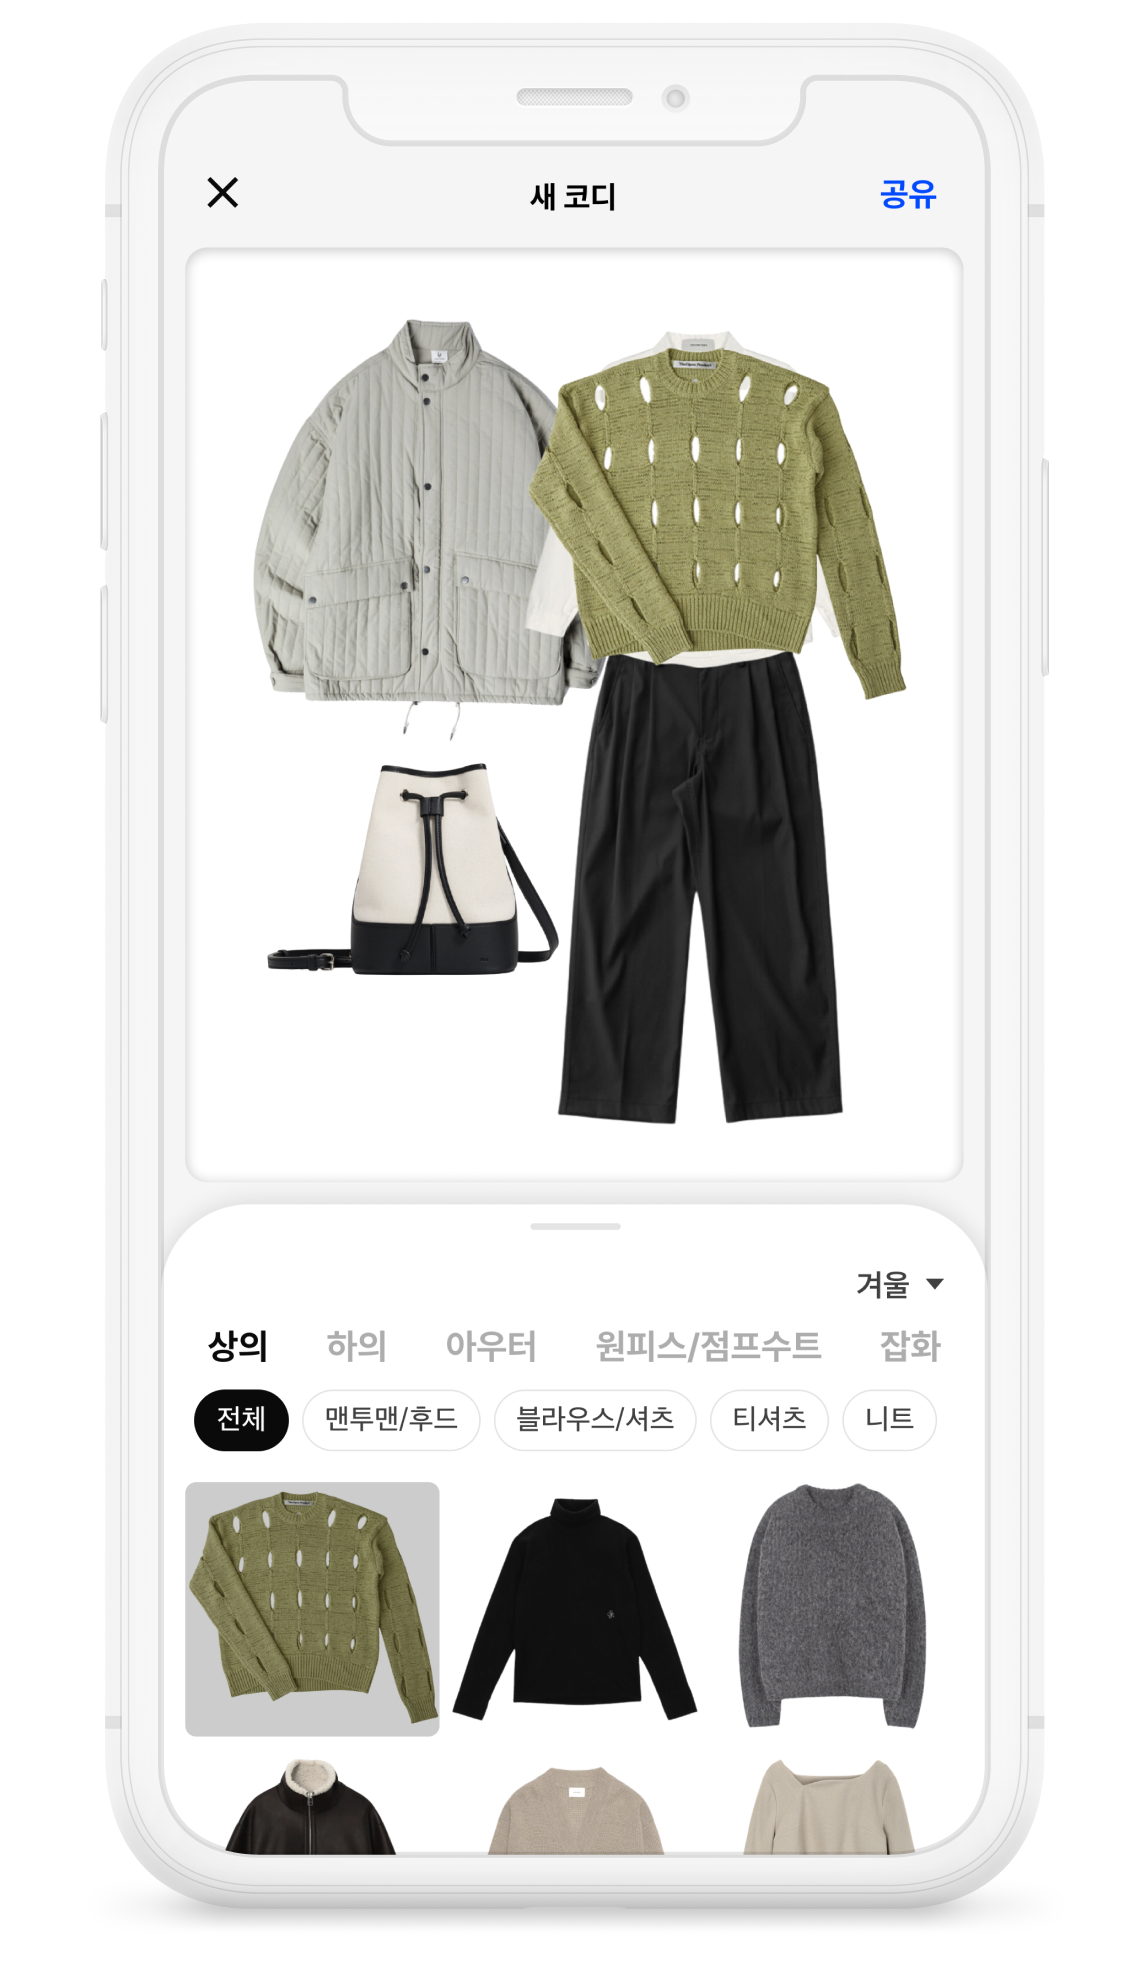 새 코디
공유
겨울
상의 하의 아우터 원피스/점프수트 잡화
전체 맨투맨/후드 블라우스/셔츠 티셔츠 니트